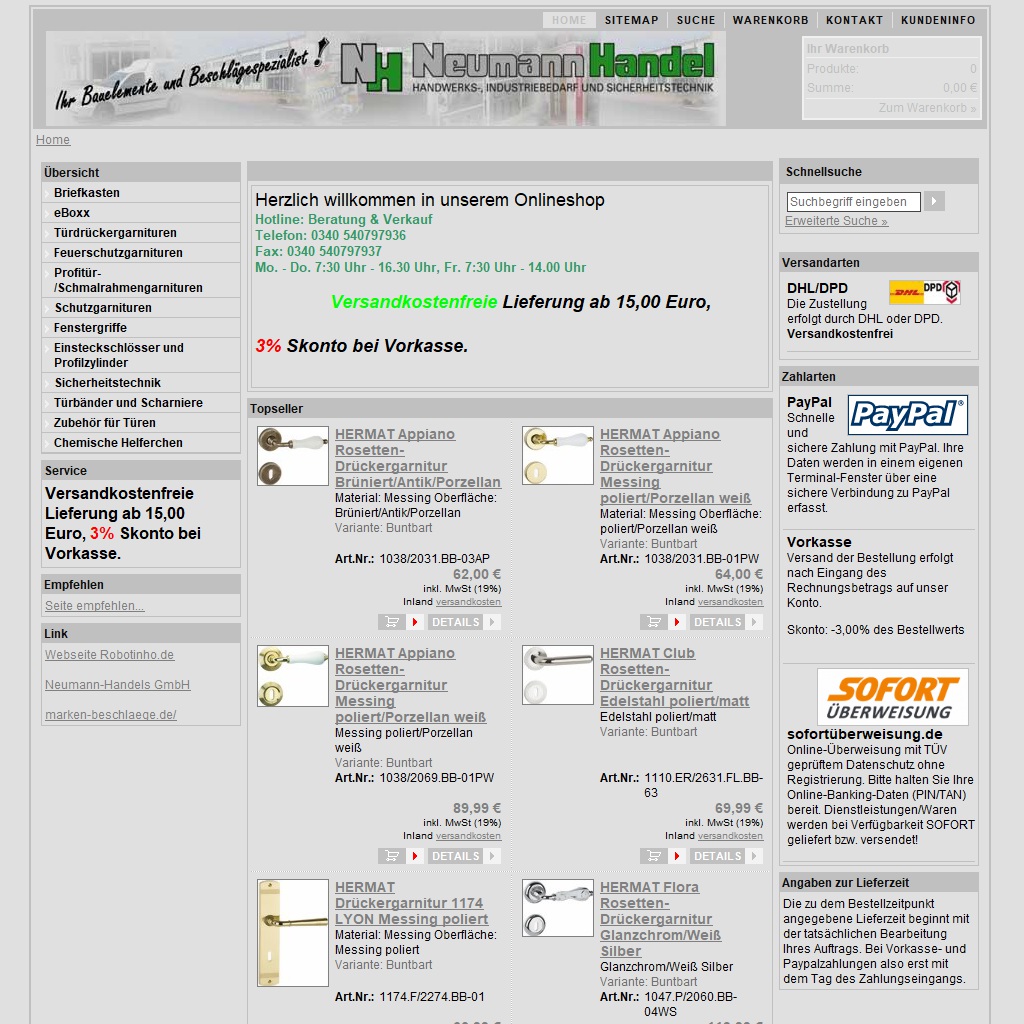 HOME
SITEMAP
SUCHE
WARENKORB
KONTAKT
KUNDENINFO
Ihr Bauelemente und Beschlägespezialist !
NH NeumannHandel
HANDWERKS-, INDUSTRIEBEDARF UND SICHERHEITSTECHNIK
Ihr Warenkorb
Produkte: 0
Summe: 0,00 €
Zum Warenkorb »
Home
Übersicht
Briefkasten
eBoxx
Türdrückergarnituren
Feuerschutzgarnituren
Profitür-
/Schmalrahmengarnituren
Schutzgarnituren
Fenstergriffe
Einsteckschlösser und
Profilzylinder
Sicherheitstechnik
Türbänder und Scharniere
Zubehör für Türen
Chemische Helferchen
Service
Versandkostenfreie
Lieferung ab 15,00
Euro, 3% Skonto bei
Vorkasse.
Empfehlen
Seite empfehlen...
Link
Webseite Robotinho.de
Neumann-Handels GmbH
marken-beschlaege.de/
Herzlich willkommen in unserem Onlineshop
Hotline: Beratung & Verkauf
Telefon: 0340 540797936
Fax: 0340 540797937
Mo. - Do. 7:30 Uhr - 16.30 Uhr, Fr. 7:30 Uhr - 14.00 Uhr
Versandkostenfreie Lieferung ab 15,00 Euro,
3% Skonto bei Vorkasse.
Topseller
HERMAT Appiano
Rosetten-
Drückergarnitur
Brüniert/Antik/Porzellan
Material: Messing Oberfläche:
Brüniert/Antik/Porzellan
Variante: Buntbart
Art.Nr.: 1038/2031.BB-03AP
62,00 €
inkl. MwSt (19%)
Inland versandkosten
DETAILS
HERMAT Appiano
Rosetten-
Drückergarnitur
Messing
poliert/Porzellan weiß
Material: Messing Oberfläche:
poliert/Porzellan weiß
Variante: Buntbart
Art.Nr.: 1038/2031.BB-01PW
64,00 €
inkl. MwSt (19%)
Inland versandkosten
DETAILS
HERMAT Appiano
Rosetten-
Drückergarnitur
Messing
poliert/Porzellan weiß
Messing poliert/Porzellan
weiß
Variante: Buntbart
Art.Nr.: 1038/2069.BB-01PW
89,99 €
inkl. MwSt (19%)
Inland versandkosten
DETAILS
HERMAT Club
Rosetten-
Drückergarnitur
Edelstahl poliert/matt
Edelstahl poliert/matt
Variante: Buntbart
Art.Nr.: 1110.ER/2631.FL.BB-
63
69,99 €
inkl. MwSt (19%)
Inland versandkosten
DETAILS
HERMAT
Drückergarnitur 1174
LYON Messing poliert
Material: Messing Oberfläche:
Messing poliert
Variante: Buntbart
Art.Nr.: 1174.F/2274.BB-01
HERMAT Flora
Rosetten-
Drückergarnitur
Glanzchrom/Weiß
Silber
Glanzchrom/Weiß Silber
Variante: Buntbart
Art.Nr.: 1047.P/2060.BB-
04WS
Schnellsuche
Suchbegriff eingeben
Erweiterte Suche »
Versandarten
DHL/DPD
DHL DPD
Die Zustellung
erfolgt durch DHL oder DPD.
Versandkostenfrei
Zahlarten
PayPal
PayPal®
Schnelle
und
sichere Zahlung mit PayPal. Ihre
Daten werden in einem eigenen
Terminal-Fenster über eine
sichere Verbindung zu PayPal
erfasst.
Vorkasse
Versand der Bestellung erfolgt
nach Eingang des
Rechnungsbetrags auf unser
Konto.
Skonto: -3,00% des Bestellwerts
SOFORT
ÜBERWEISUNG
sofortüberweisung.de
Online-Überweisung mit TÜV
geprüftem Datenschutz ohne
Registrierung. Bitte halten Sie Ihre
Online-Banking-Daten (PIN/TAN)
bereit. Dienstleistungen/Waren
werden bei Verfügbarkeit SOFORT
geliefert bzw. versendet!
Angaben zur Lieferzeit
Die zu dem Bestellzeitpunkt
angegebene Lieferzeit beginnt mit
der tatsächlichen Bearbeitung
Ihres Auftrags. Bei Vorkasse- und
Paypalzahlungen also erst mit
dem Tag des Zahlungseingangs.